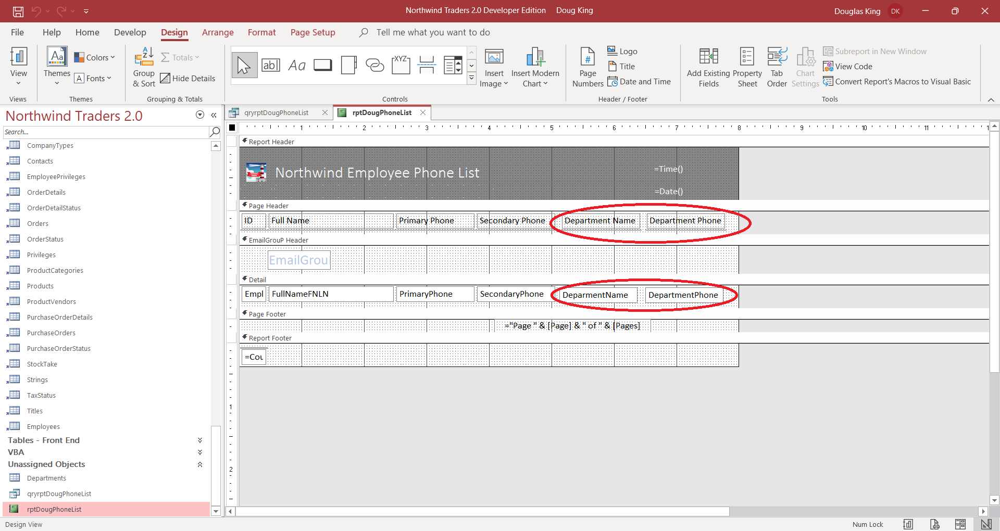 Northwind Traders 2.0 Developer Edition Doug King
Douglas King DK
File Help Home Develop Design Arrange Format Page Setup Tell me what you want to do
View
Views
Themes
Colors
Fonts
Themes
Group & Sort
Totals
Hide Details
Grouping & Totals
ab
Aa
XYZ
Controls
Insert Image
Insert Modern Chart
Page Numbers
Logo
Title
Date and Time
Header / Footer
Add Existing Fields
Property Sheet
Tab Order
Chart Settings
Subreport in New Window
View Code
Convert Report's Macros to Visual Basic
Tools
Northwind Traders 2.0
Search...
CompanyTypes
Contacts
EmployeePrivileges
OrderDetails
OrderDetailStatus
Orders
OrderStatus
Privileges
ProductCategories
Products
ProductVendors
PurchaseOrderDetails
PurchaseOrders
PurchaseOrderStatus
StockTake
Strings
TaxStatus
Titles
Employees
Tables - Front End
VBA
Unassigned Objects
Departments
qryrptDougPhoneList
rptDougPhoneList
qryrptDougPhoneList
rptDougPhoneList
1 2 3 4 5 6 7 8 9 10 11 1
Report Header
Northwind Employee Phone List
=Time()
=Date()
Page Header
ID Full Name Primary Phone Secondary Phone Department Name Department Phone
EmailGrouP Header
EmailGrou
Detail
Empl FullNameFNLN PrimaryPhone SecondaryPhone DeparmentName DepartmentPhone
Page Footer
="Page " & [Page] & " of " & [Pages]
Report Footer
=Cou
1
2
Design View
Num Lock